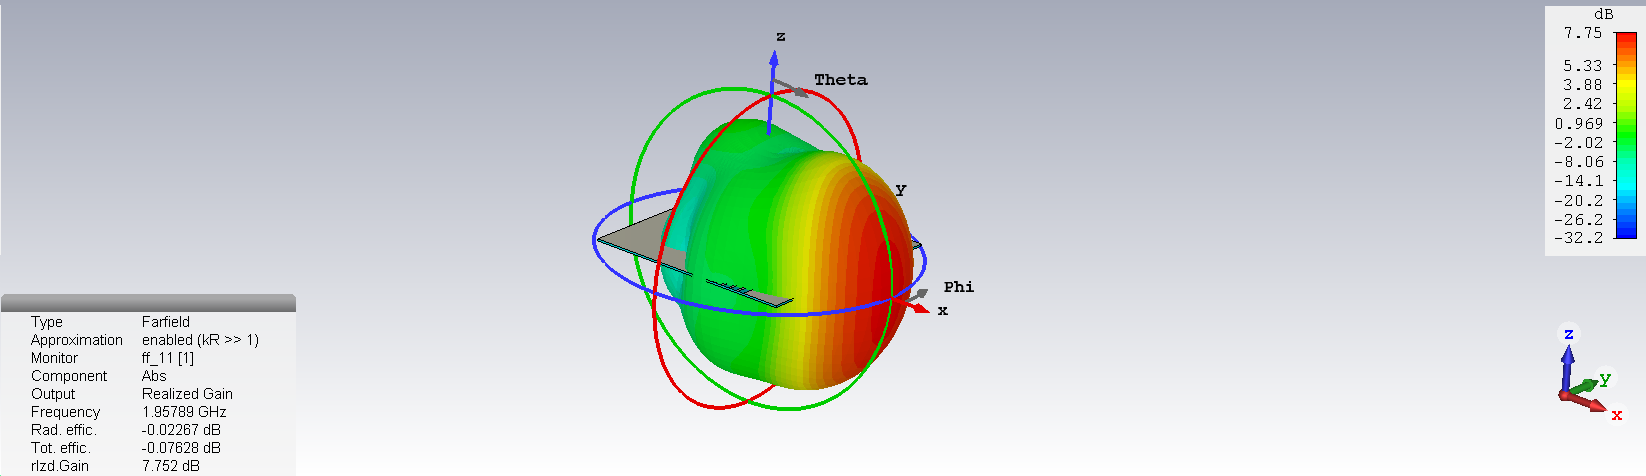 dB
7.75
5.33
3.88
2.42
0.969
-2.02
-8.06
-14.1
-20.2
-26.2
-32.2
z
Theta
Y
Phi
x
Type Farfield
Approximation enabled (kR >> 1)
Monitor ff_11 [1]
Component Abs
Output Realized Gain
Frequency 1.95789 GHz
Rad. effic. -0.02267 dB
Tot. effic. -0.07628 dB
rlzd.Gain 7.752 dB
z
y
x